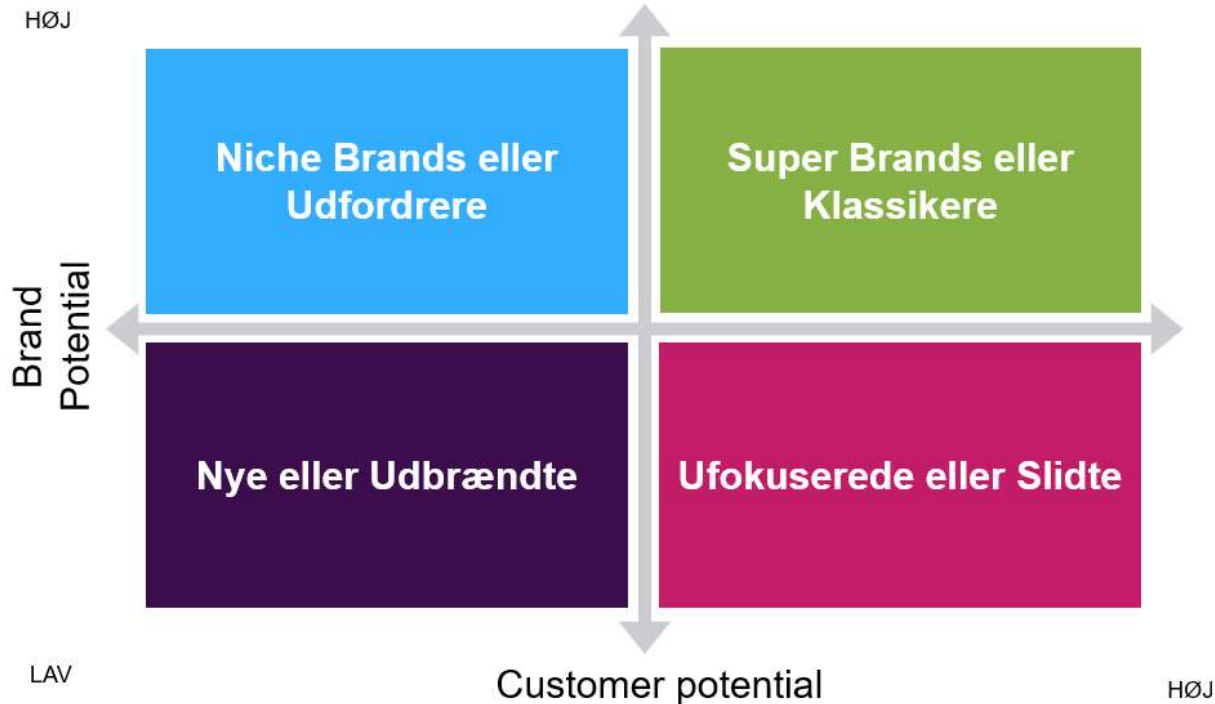 HØJ
Niche Brands eller
Udfordrere
Super Brands eller
Klassikere
Brand
Potential
Nye eller Udbrændte
Ufokuserede eller Slidte
LAV
Customer potential
HØJ